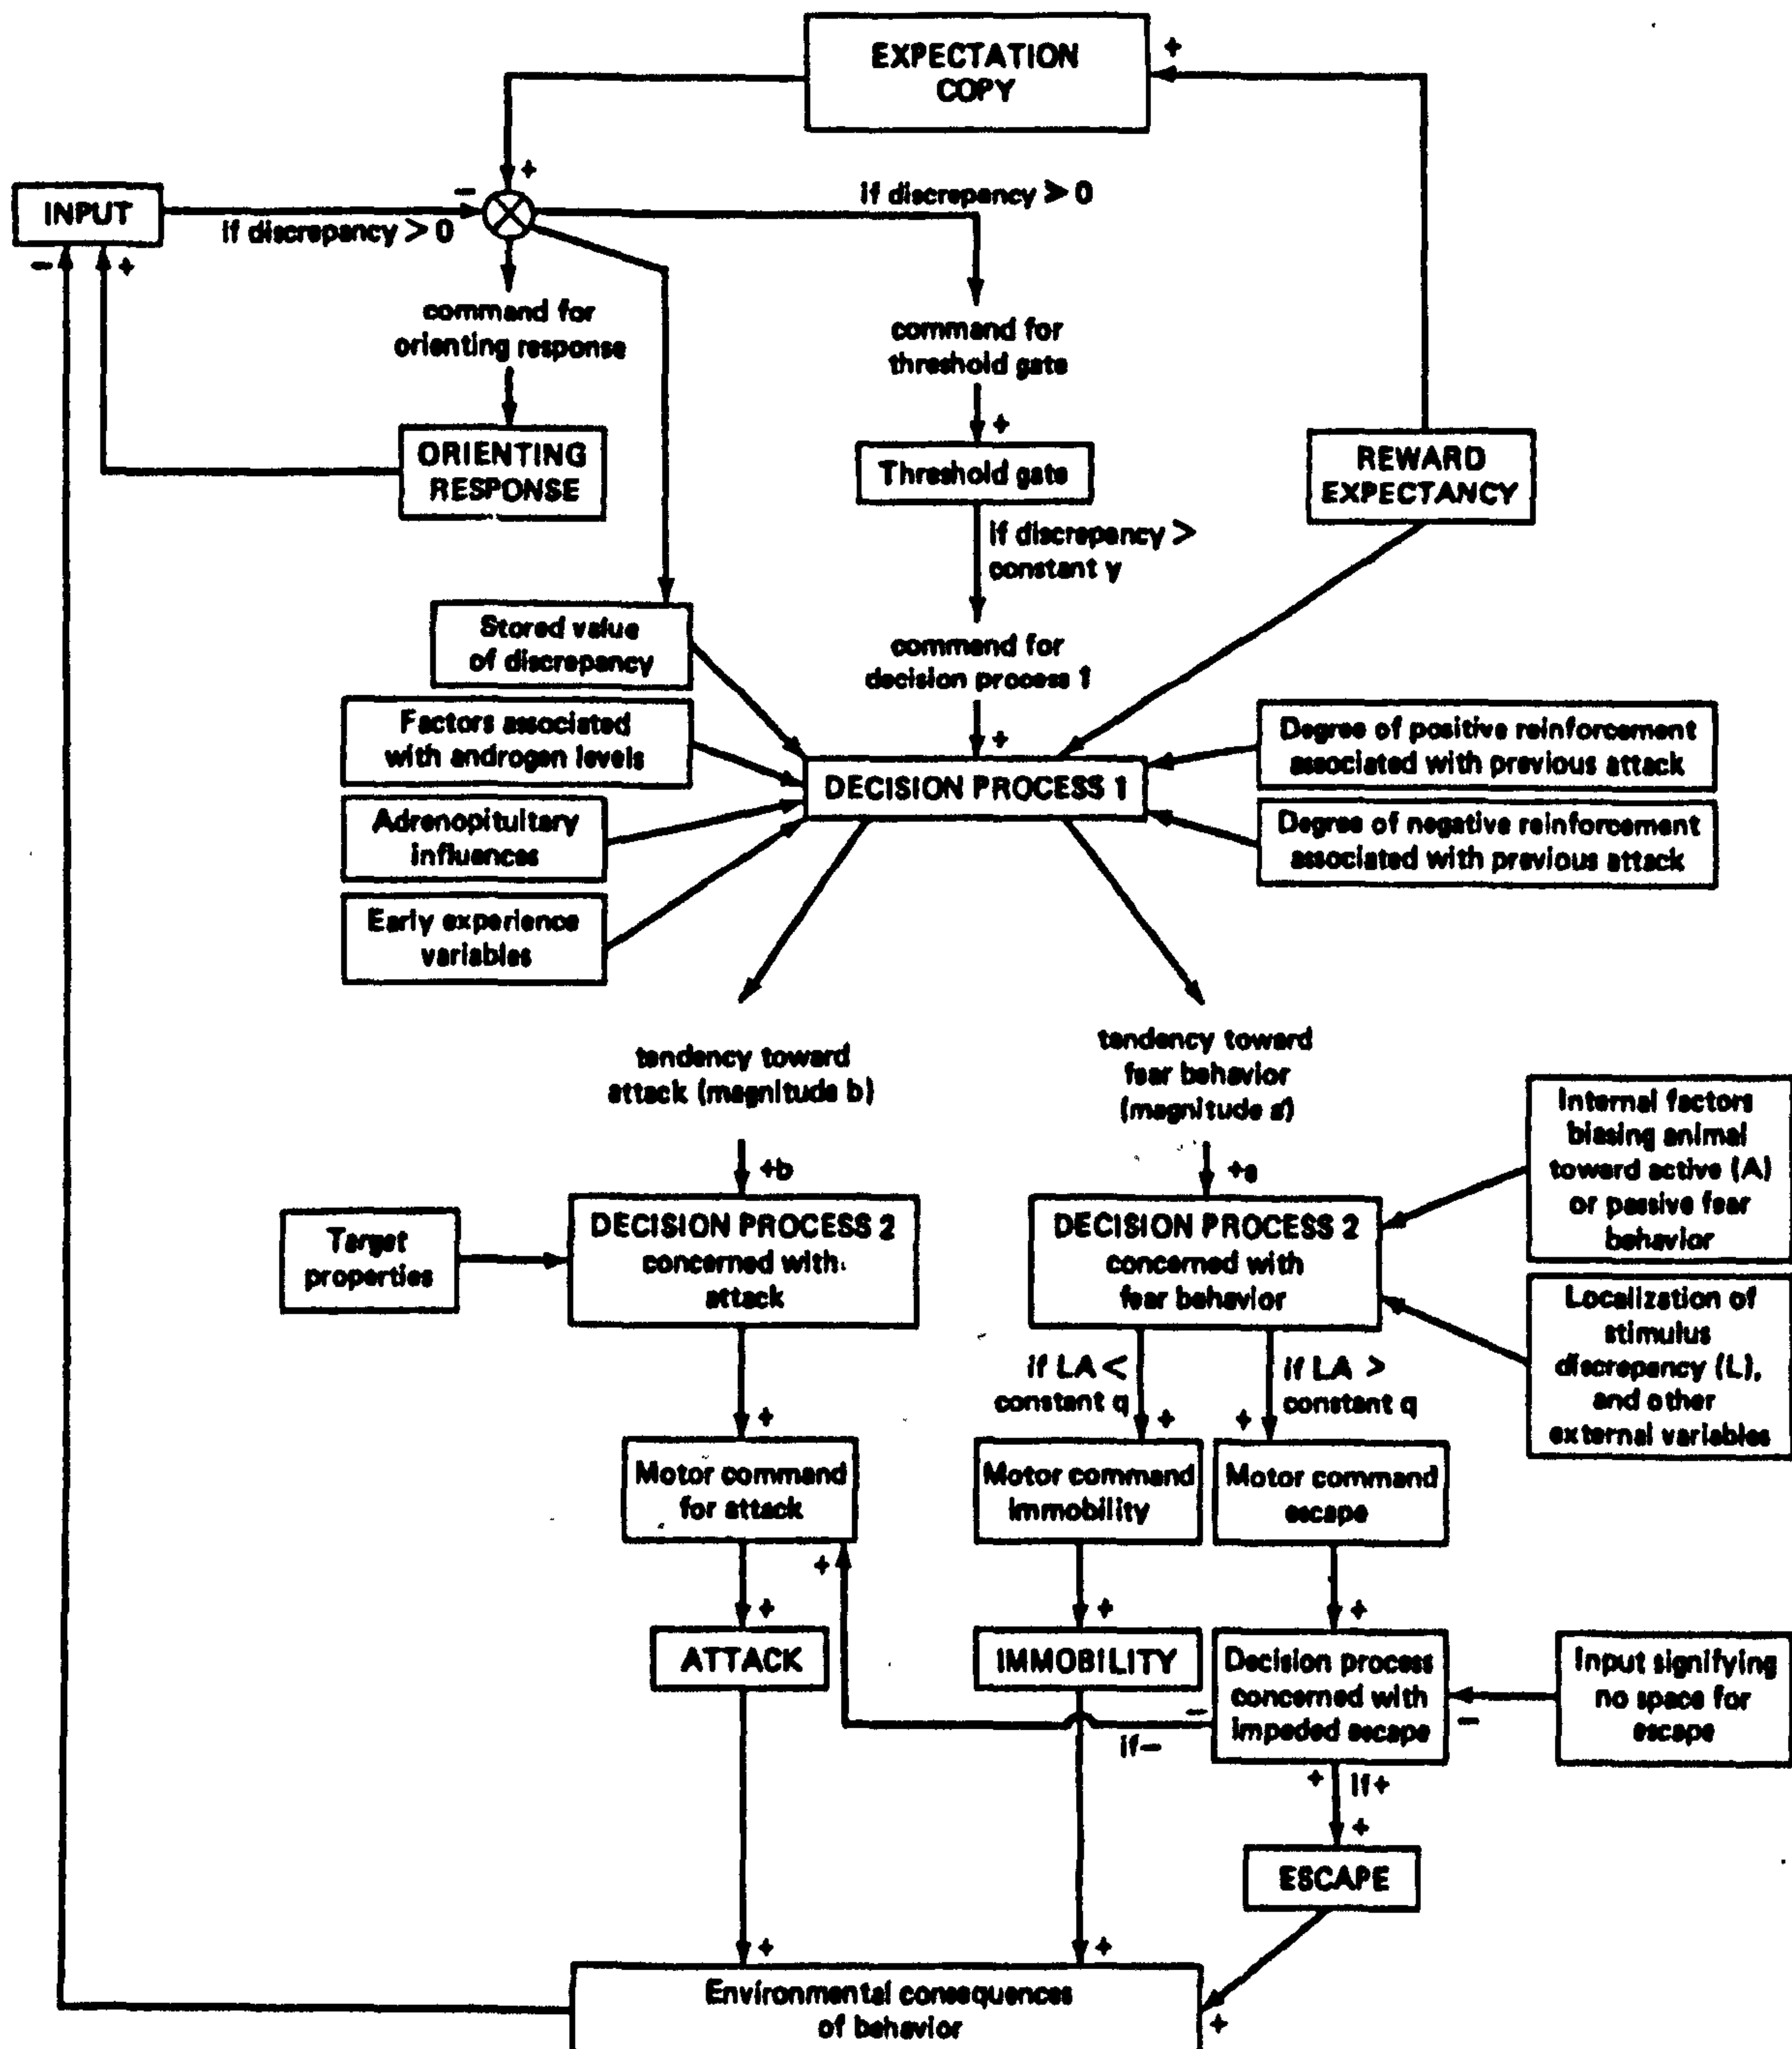 EXPECTATION
COPY
+
+
−
INPUT
if discrepancy > 0
if discrepancy > 0
−
+
command for
orienting response
command for
threshold gate
+
ORIENTING
RESPONSE
Threshold gate
REWARD
EXPECTANCY
if discrepancy >
constant y
Stored value
of discrepancy
command for
decision process 1
+
Factors associated
with androgen levels
Degree of positive reinforcement
associated with previous attack
DECISION PROCESS 1
Adrenopituitary
influences
Degree of negative reinforcement
associated with previous attack
Early experience
variables
tendency toward
attack (magnitude b)
tendency toward
fear behavior
(magnitude a)
+b
+a
Internal factors
biasing animal
toward active (A)
or passive fear
behavior
Target
properties
DECISION PROCESS 2
concerned with
attack
DECISION PROCESS 2
concerned with
fear behavior
Localization of
stimulus
discrepancy (L),
and other
external variables
if LA <
constant q
if LA >
constant q
+
+
+
Motor command
for attack
Motor command
immobility
Motor command
escape
+
+
+
+
ATTACK
IMMOBILITY
Decision process
concerned with
impeded escape
Input signifying
no space for
escape
−
if−
−
+
if+
+
ESCAPE
+
+
Environmental consequences
of behavior
+